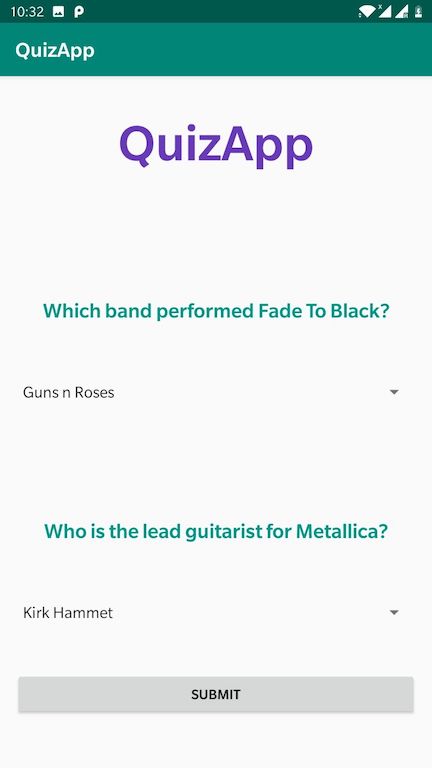 10:32
QuizApp
QuizApp
Which band performed Fade To Black?
Guns n Roses
Who is the lead guitarist for Metallica?
Kirk Hammet
SUBMIT